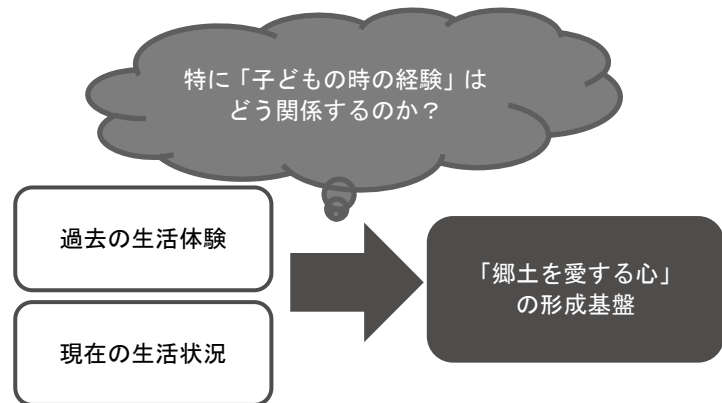 特に「子どもの時の経験」は
どう関係するのか？
過去の生活体験
現在の生活状況
「郷土を愛する心」
の形成基盤